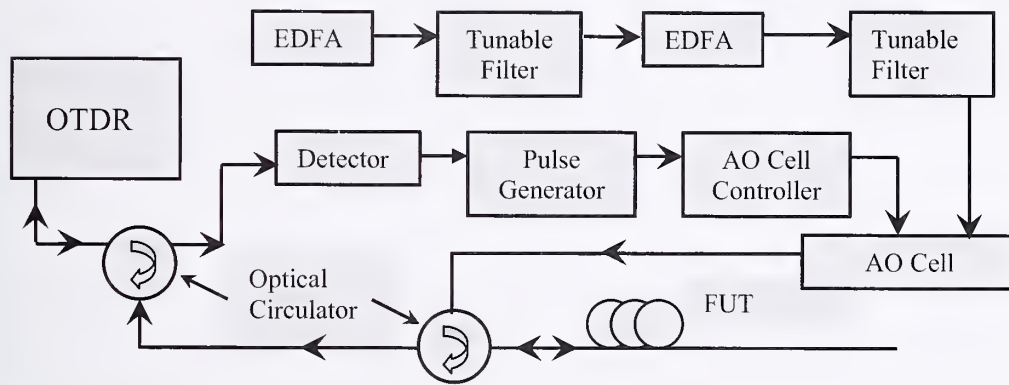 EDFA
Tunable
Filter
EDFA
Tunable
Filter
OTDR
Detector
Pulse
Generator
AO Cell
Controller
AO Cell
Optical
Circulator
FUT